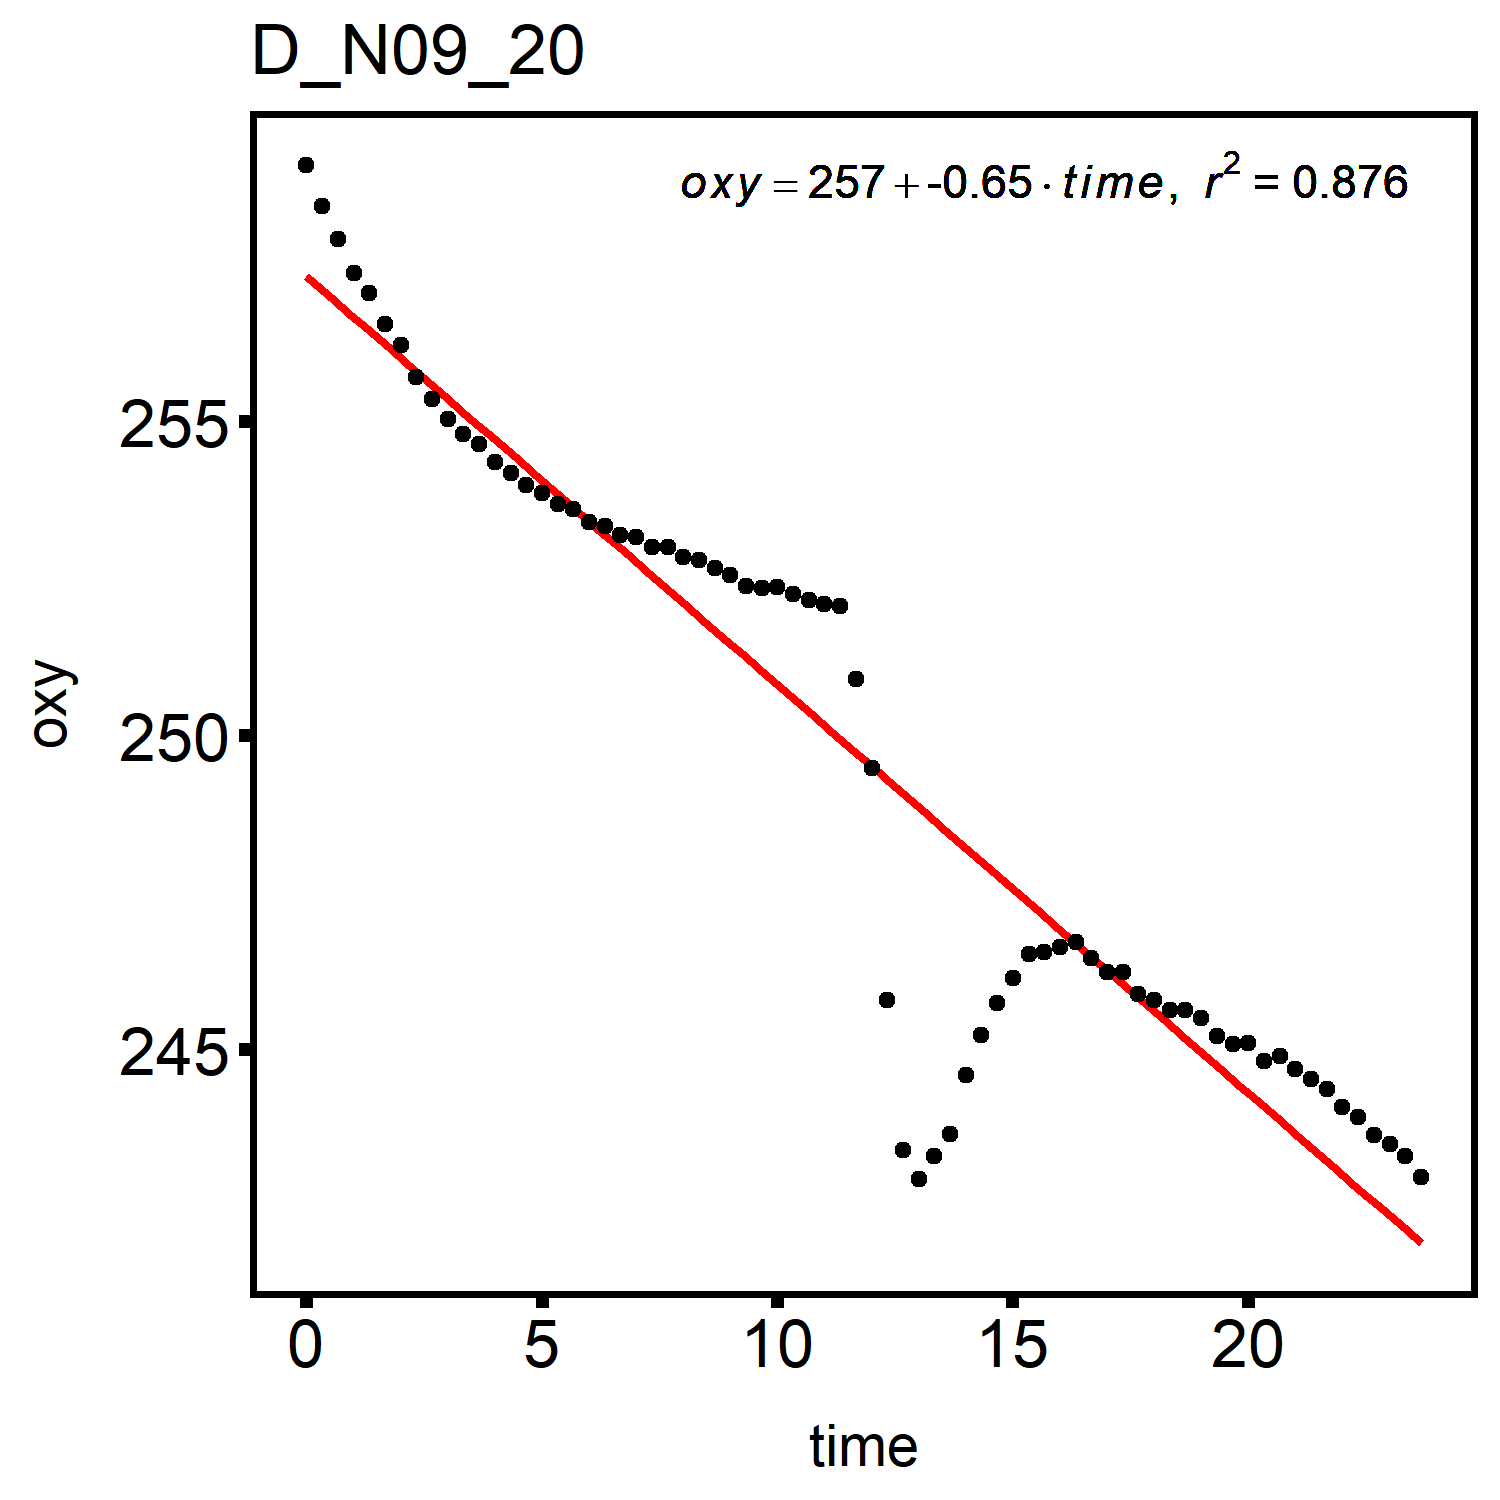 D_N09_20
oxy = 257 + -0.65 · time, r² = 0.876
255
250
245
oxy
0 5 10 15 20
time